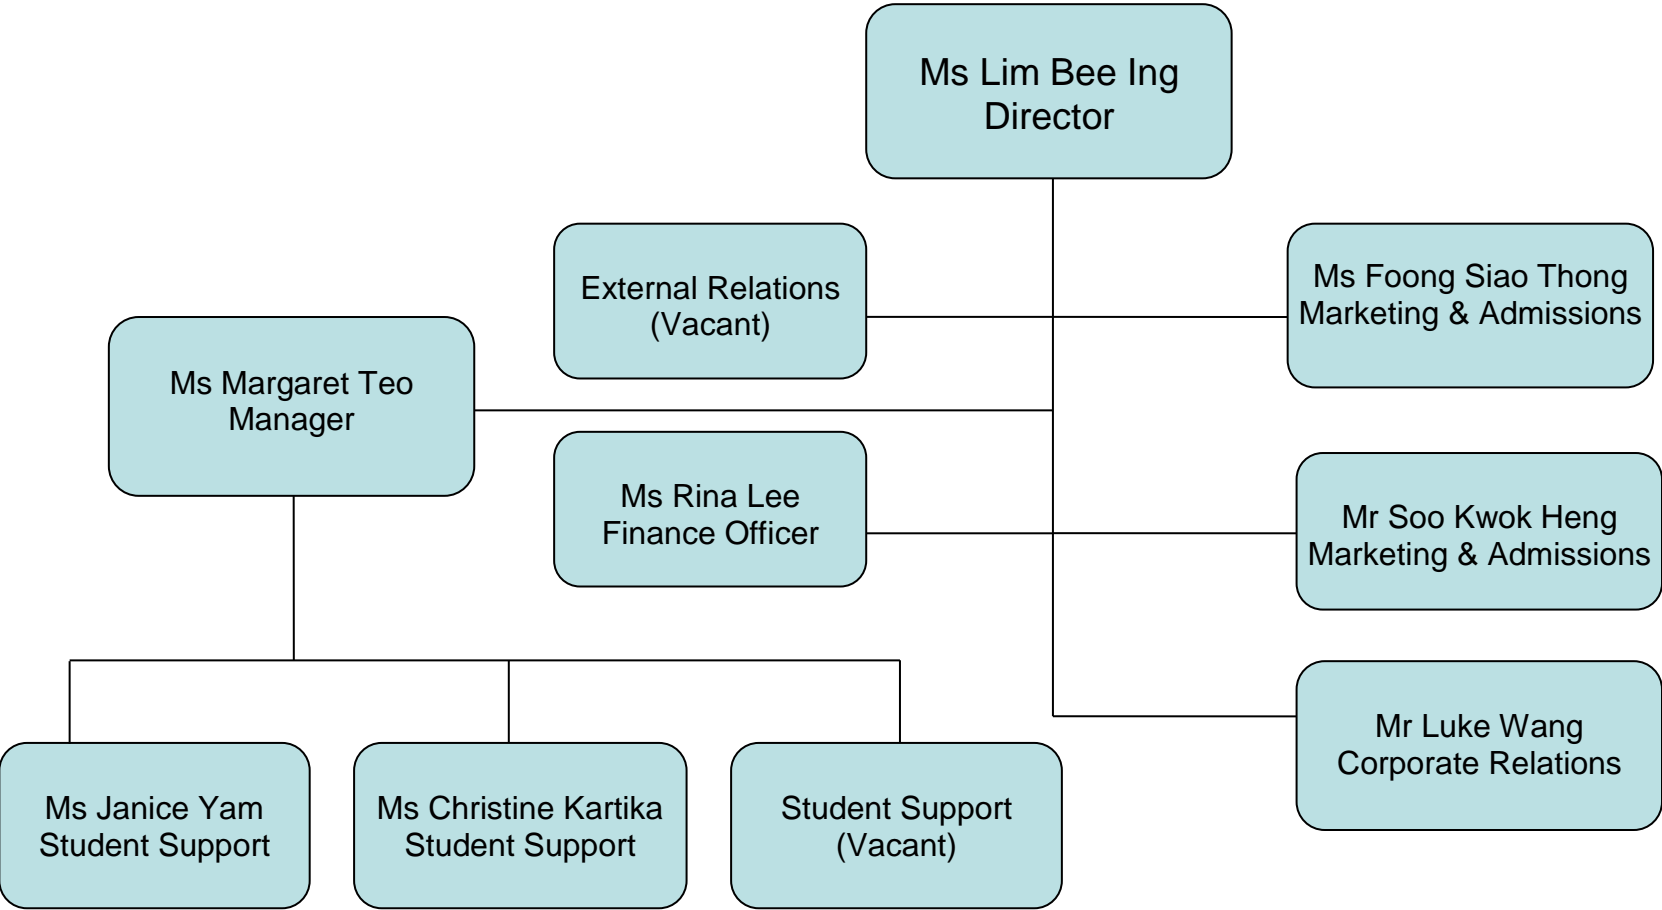 Ms Lim Bee Ing
Director
External Relations
(Vacant)
Ms Foong Siao Thong
Marketing & Admissions
Ms Margaret Teo
Manager
Ms Rina Lee
Finance Officer
Mr Soo Kwok Heng
Marketing & Admissions
Mr Luke Wang
Corporate Relations
Ms Janice Yam
Student Support
Ms Christine Kartika
Student Support
Student Support
(Vacant)